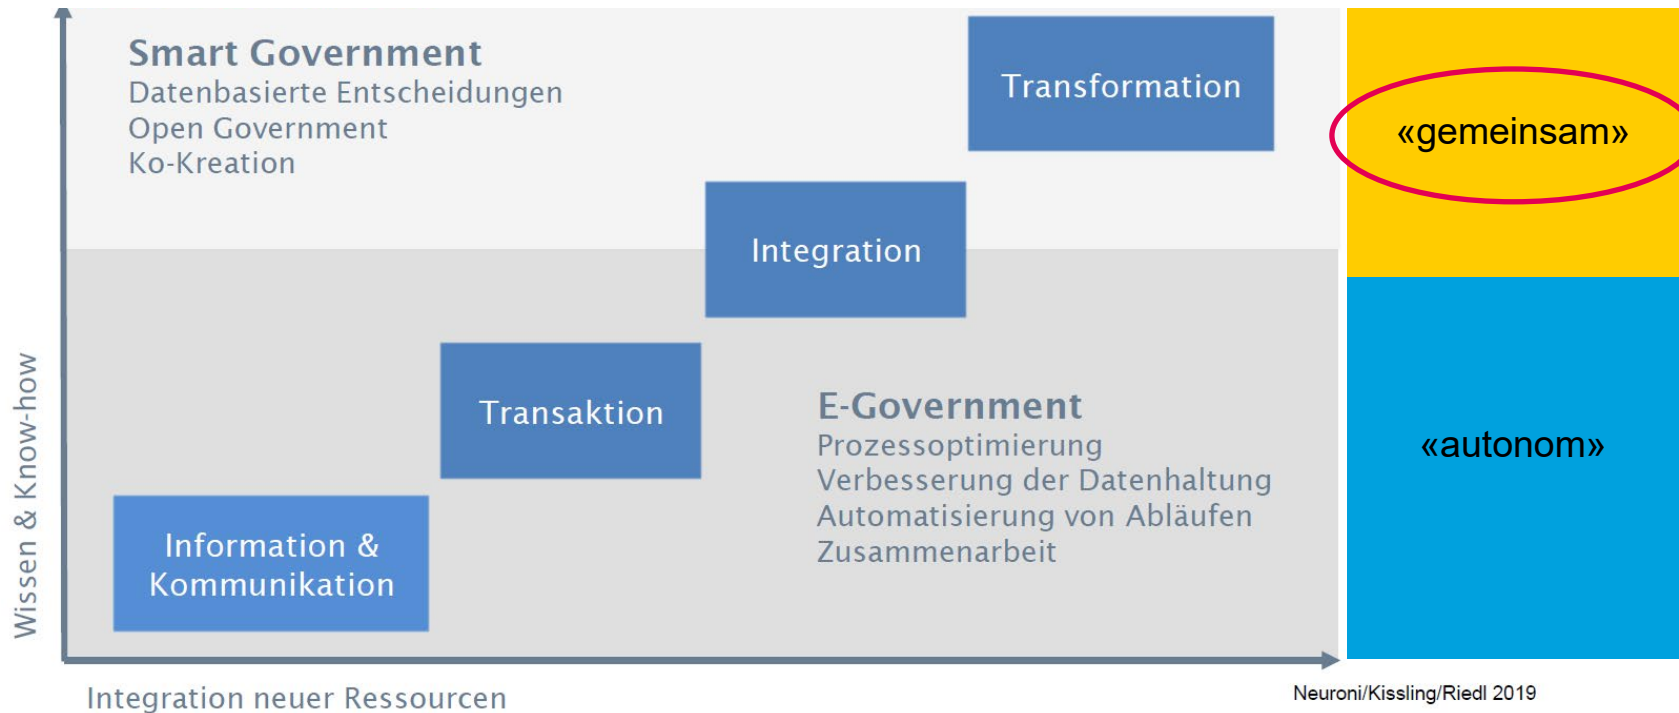 Smart Government
Datenbasierte Entscheidungen
Open Government
Ko-Kreation
Transformation
«gemeinsam»
Integration
Transaktion
E-Government
Prozessoptimierung
Verbesserung der Datenhaltung
Automatisierung von Abläufen
Zusammenarbeit
«autonom»
Information &
Kommunikation
Wissen & Know-how
Integration neuer Ressourcen
Neuroni/Kissling/Riedl 2019